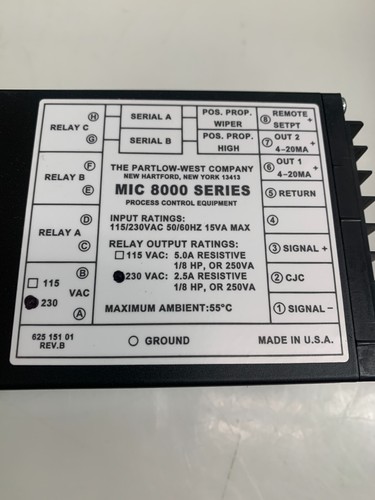 H
RELAY C
G
SERIAL A
SERIAL B
POS. PROP.
WIPER
POS. PROP.
HIGH
8 REMOTE +
SETPT
7 OUT 2 +
4-20MA
6 OUT 1 +
4-20MA
5 RETURN
4
3 SIGNAL +
2 CJC
1 SIGNAL-
F
RELAY B
E
D
RELAY A
C
B
115
VAC
230
A
THE PARTLOW-WEST COMPANY
NEW HARTFORD, NEW YORK 13413
MIC 8000 SERIES
PROCESS CONTROL EQUIPMENT
INPUT RATINGS:
115/230VAC 50/60HZ 15VA MAX
RELAY OUTPUT RATINGS:
115 VAC: 5.0A RESISTIVE
1/8 HP, OR 250VA
230 VAC: 2.5A RESISTIVE
1/8 HP, OR 250VA
MAXIMUM AMBIENT:55°C
625 151 01
REV.B
GROUND
MADE IN U.S.A.